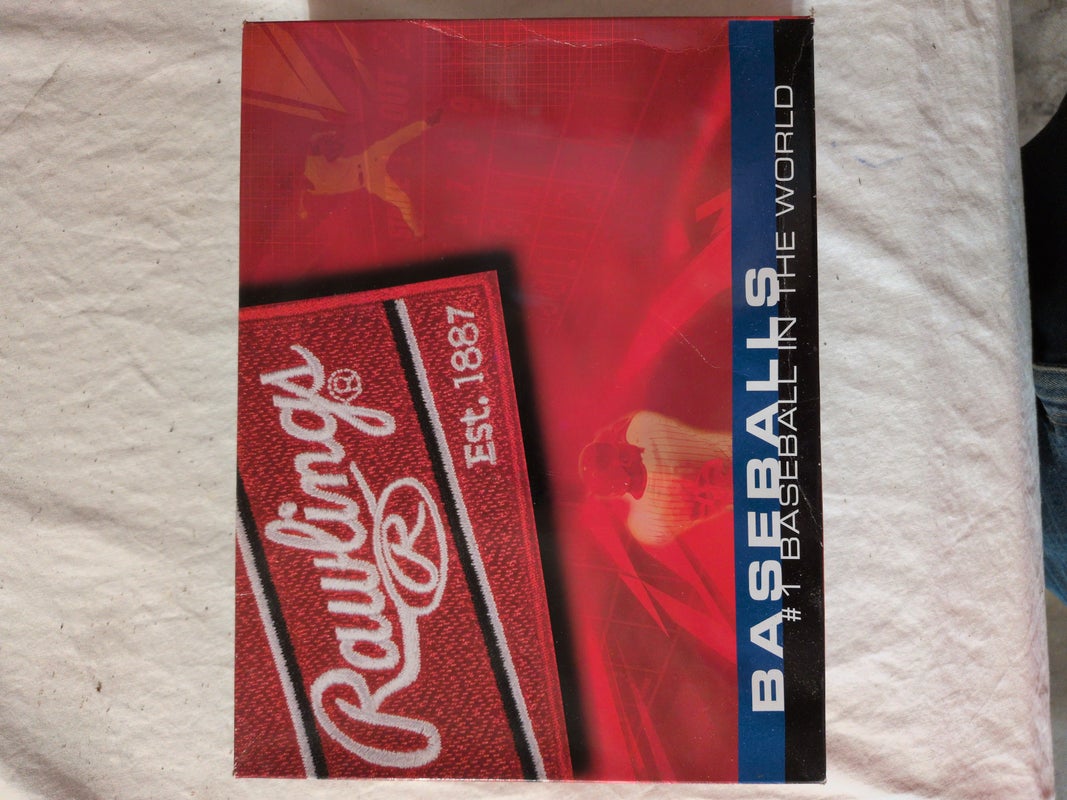 Rawlings®
R
Est. 1887
BASEBALLS
#1 BASEBALL IN THE WORLD